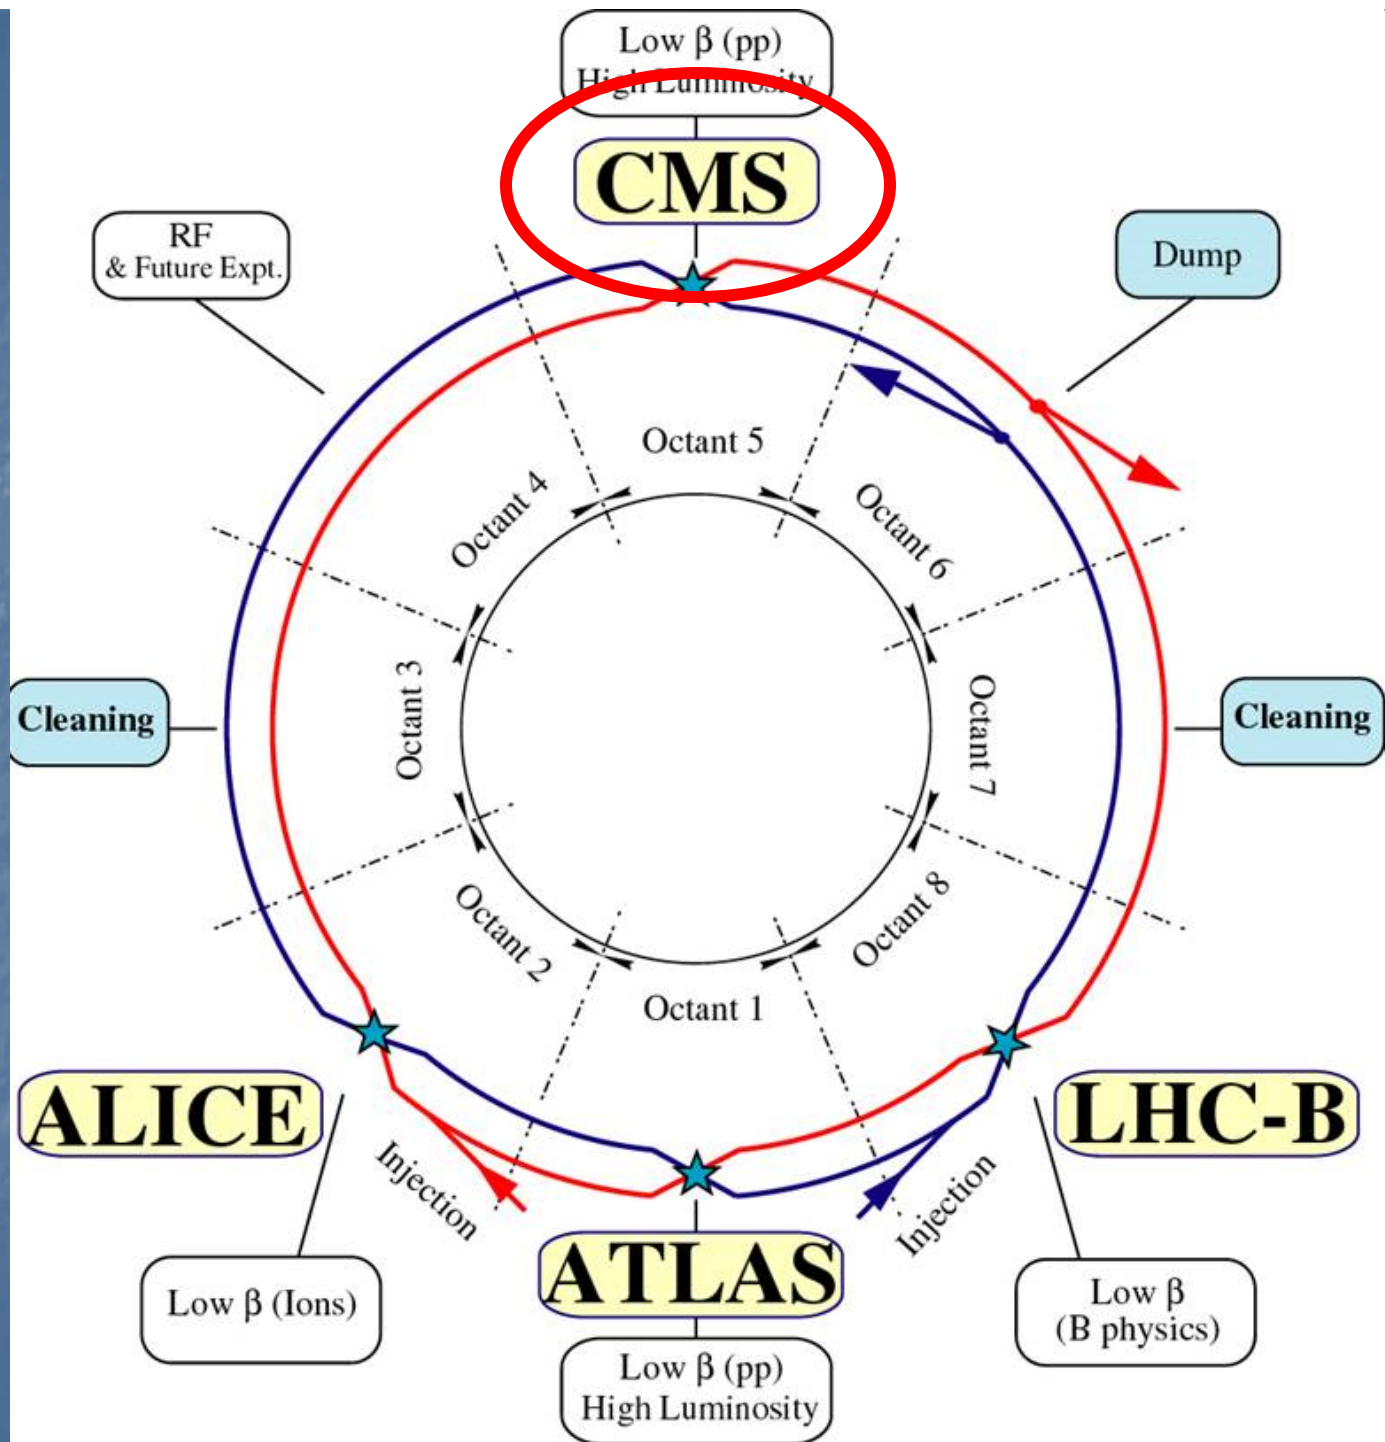 Low β (pp)
High Luminosity
CMS
RF
& Future Expt.
Dump
Octant 5
Octant 4
Octant 6
Octant 3
Octant 7
Cleaning
Cleaning
Octant 2
Octant 8
Octant 1
ALICE
LHC-B
Injection
Injection
ATLAS
Low β (Ions)
Low β
(B physics)
Low β (pp)
High Luminosity